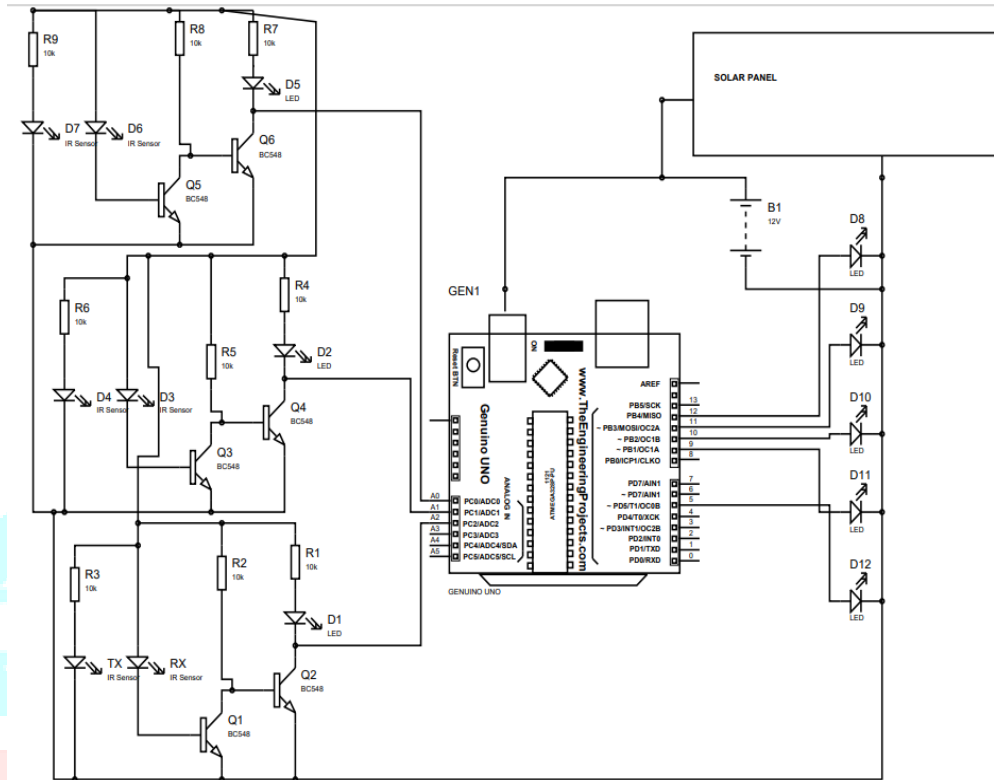 R9
10k
R8
10k
R7
10k
D5
LED
D7
IR Sensor
D6
IR Sensor
Q6
BC548
Q5
BC548
SOLAR PANEL
B1
12V
D8
LED
R6
10k
R4
10k
R5
10k
D2
LED
D4
IR Sensor
D3
IR Sensor
Q4
BC548
Q3
BC548
GEN1
D9
LED
D10
LED
D11
LED
D12
LED
Reset BTN
ON
Genuino UNO
ANALOG IN
www.TheEngineeringProjects.com
AREF
PB5/SCK
13
PB4/MISO
12
~ PB3/MOSI/OC2A
11
~ PB2/OC1B
10
~ PB1/OC1A
9
PB0/ICP1/CLKO
8
PD7/AIN1
7
~ PD7/AIN1
6
~ PD5/T1/OC0B
5
PD4/T0/XCK
4
~ PD3/INT1/OC2B
3
PD2/INT0
2
PD1/TXD
1
PD0/RXD
0
A0
PC0/ADC0
A1
PC1/ADC1
A2
PC2/ADC2
A3
PC3/ADC3
A4
PC4/ADC4/SDA
A5
PC5/ADC5/SCL
GENUINO UNO
R3
10k
R2
10k
R1
10k
D1
LED
TX
IR Sensor
RX
IR Sensor
Q2
BC548
Q1
BC548